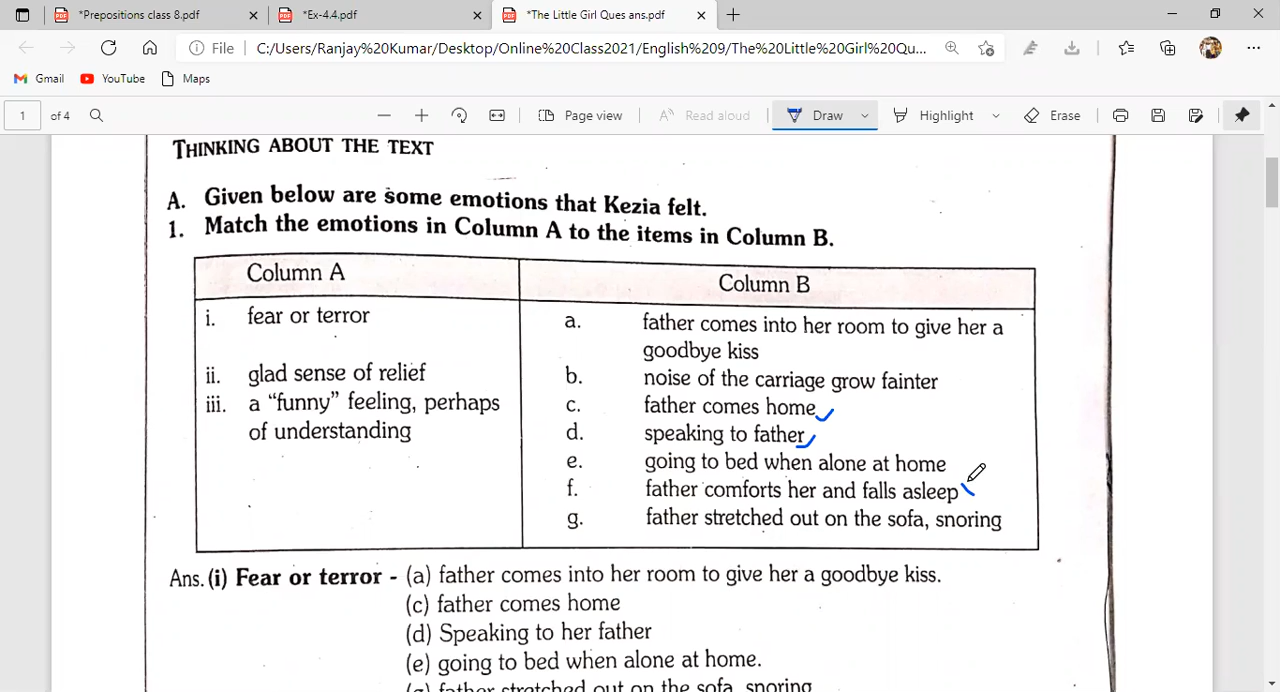 *Prepositions class 8.pdf
*Ex-4.4.pdf
*The Little Girl Ques ans.pdf
File
C:/Users/Ranjay%20Kumar/Desktop/Online%20Class2021/English%209/The%20Little%20Girl%20Qu...
Gmail
YouTube
Maps
1 of 4
Page view
Read aloud
Draw
Highlight
Erase
THINKING ABOUT THE TEXT
A. Given below are some emotions that Kezia felt.
1. Match the emotions in Column A to the items in Column B.
Column A
Column B
i. fear or terror
ii. glad sense of relief
iii. a “funny” feeling, perhaps
of understanding
a. father comes into her room to give her a
goodbye kiss
b. noise of the carriage grow fainter
c. father comes home
d. speaking to father
e. going to bed when alone at home
f. father comforts her and falls asleep
g. father stretched out on the sofa, snoring
Ans. (i) Fear or terror - (a) father comes into her room to give her a goodbye kiss.
(c) father comes home
(d) Speaking to her father
(e) going to bed when alone at home.
(g) father stretched out on the sofa, snoring